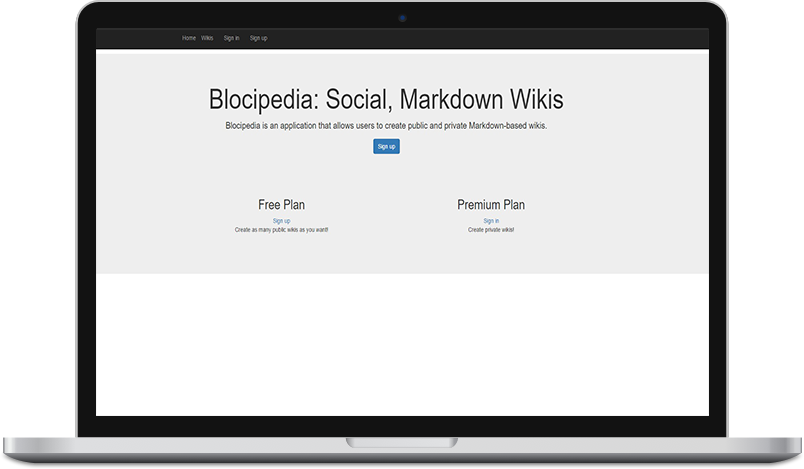 Home Wikis Sign in Sign up
Blocipedia: Social, Markdown Wikis
Blocipedia is an application that allows users to create public and private Markdown-based wikis.
Sign up
Free Plan
Sign up
Create as many public wikis as you want!
Premium Plan
Sign in
Create private wikis!